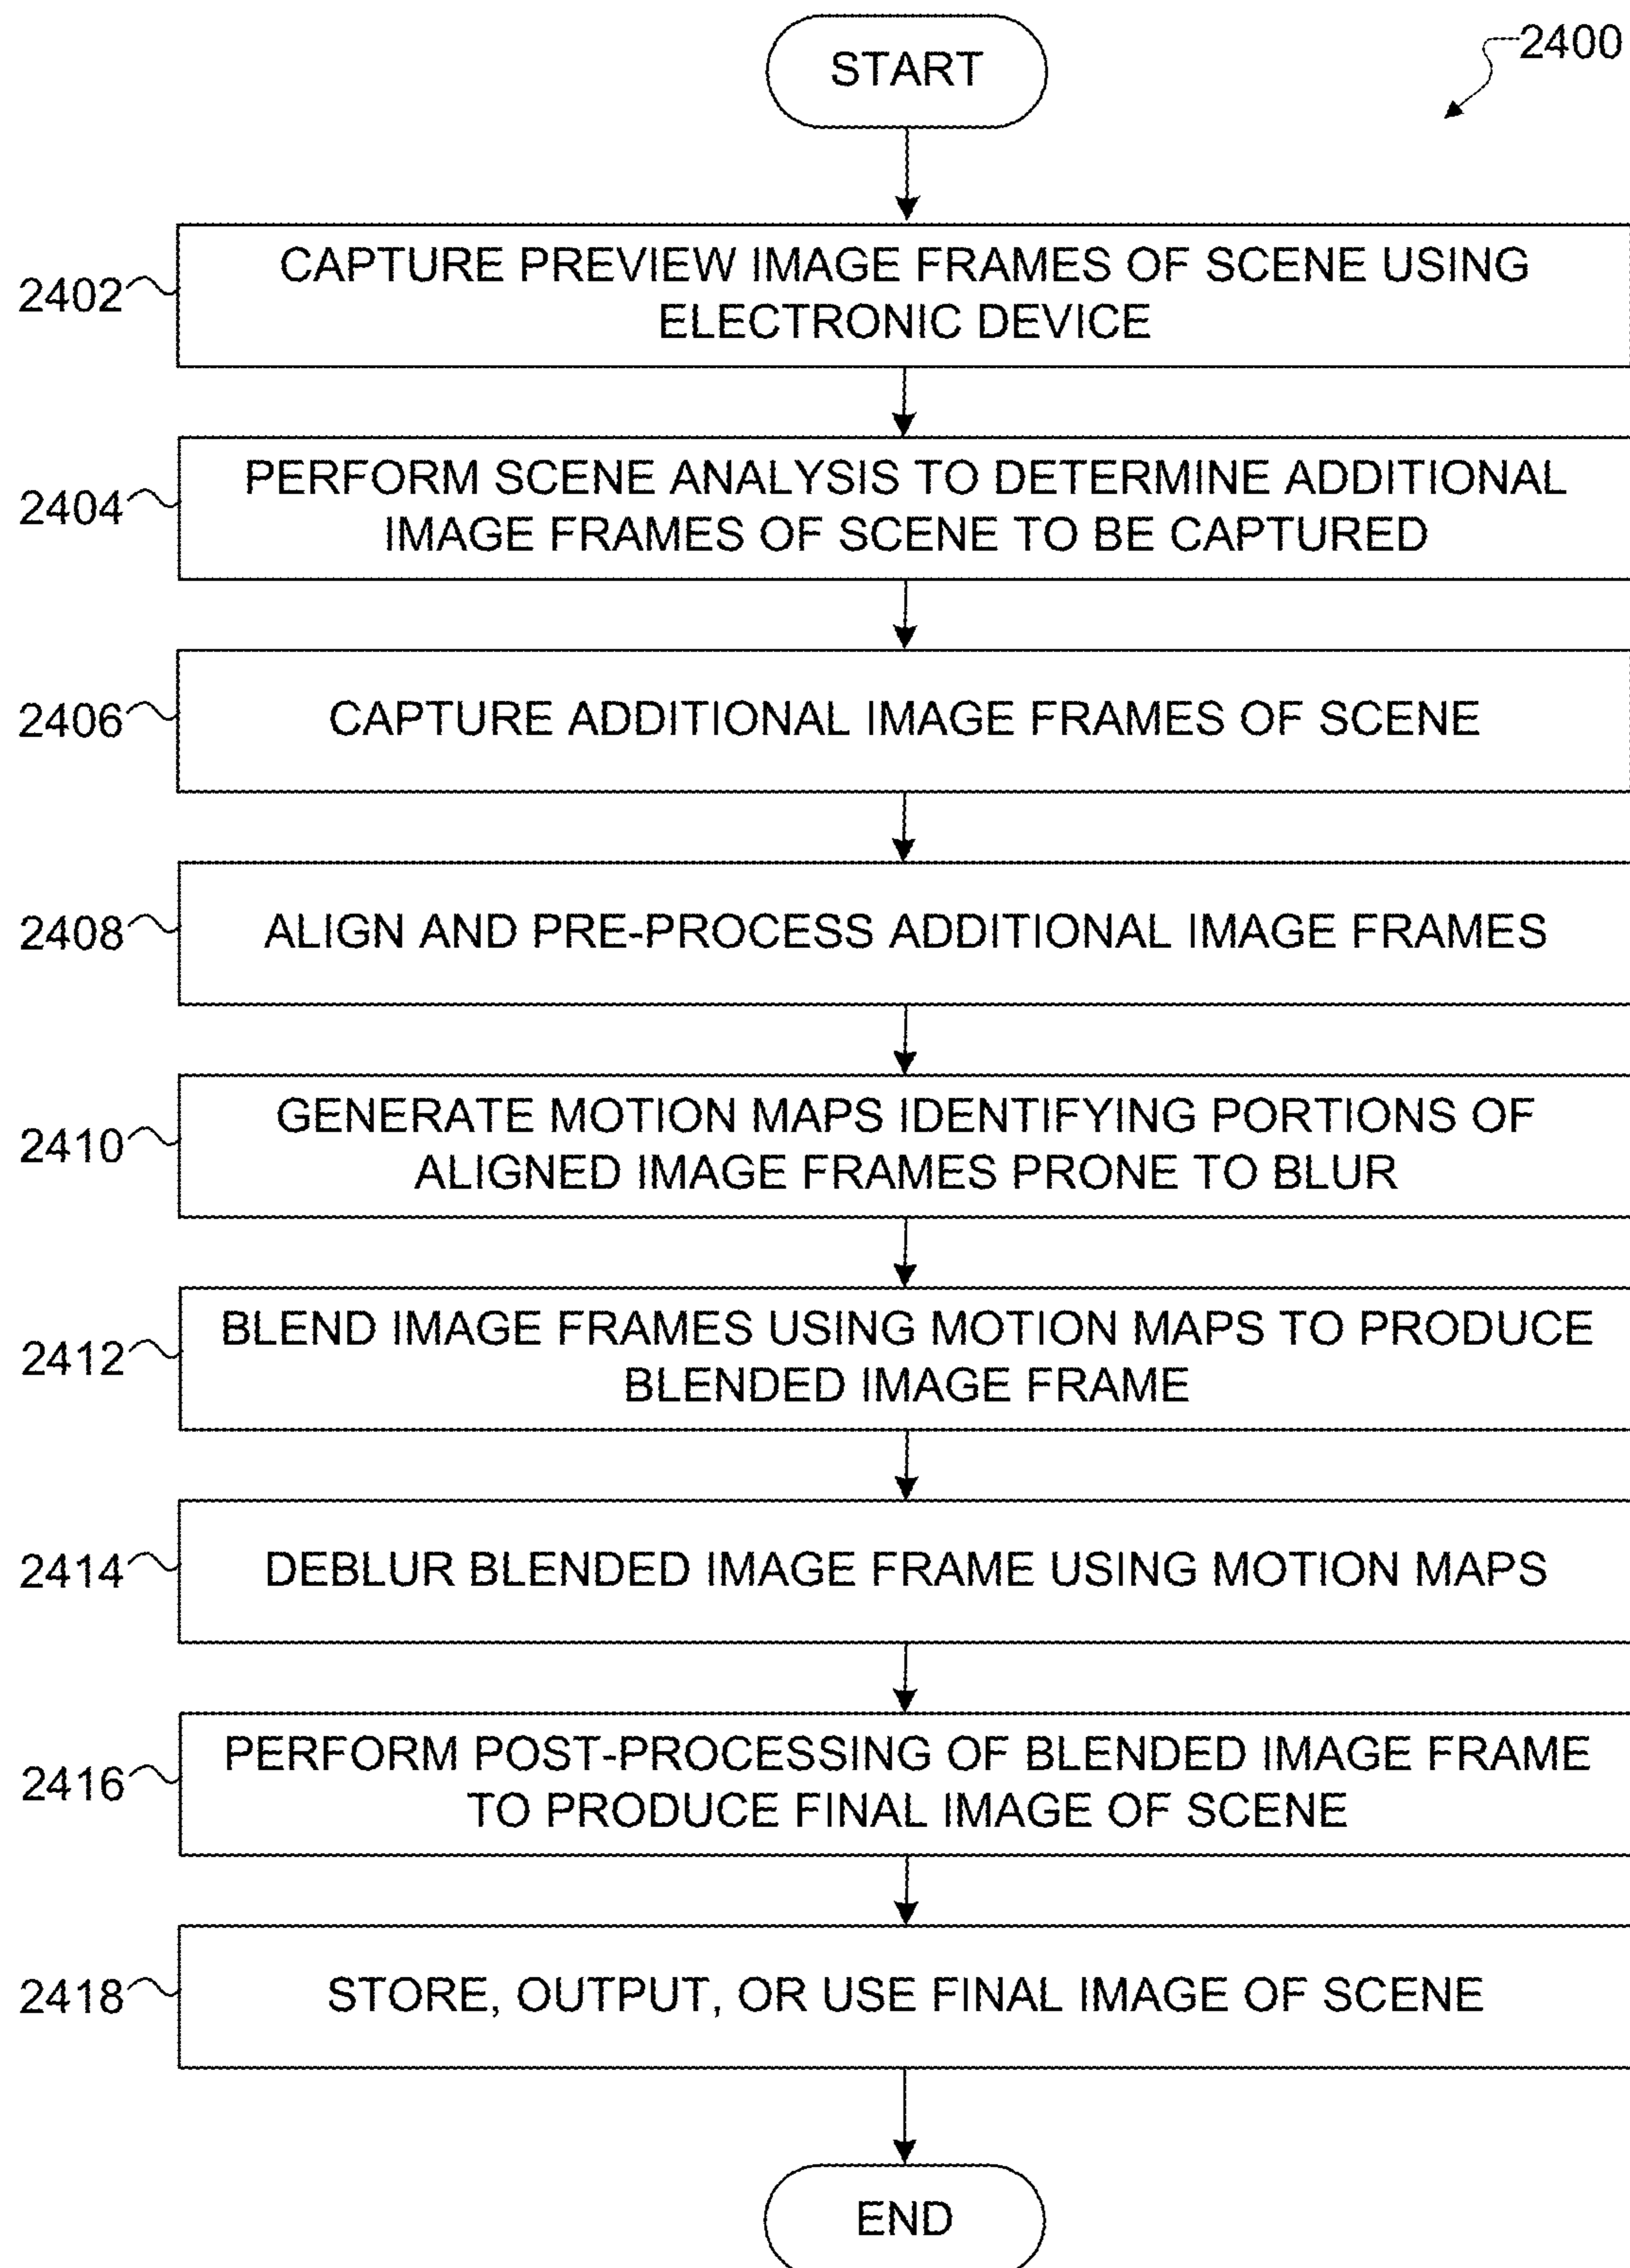 START
2400
2402
CAPTURE PREVIEW IMAGE FRAMES OF SCENE USING
ELECTRONIC DEVICE
2404
PERFORM SCENE ANALYSIS TO DETERMINE ADDITIONAL
IMAGE FRAMES OF SCENE TO BE CAPTURED
2406
CAPTURE ADDITIONAL IMAGE FRAMES OF SCENE
2408
ALIGN AND PRE-PROCESS ADDITIONAL IMAGE FRAMES
2410
GENERATE MOTION MAPS IDENTIFYING PORTIONS OF
ALIGNED IMAGE FRAMES PRONE TO BLUR
2412
BLEND IMAGE FRAMES USING MOTION MAPS TO PRODUCE
BLENDED IMAGE FRAME
2414
DEBLUR BLENDED IMAGE FRAME USING MOTION MAPS
2416
PERFORM POST-PROCESSING OF BLENDED IMAGE FRAME
TO PRODUCE FINAL IMAGE OF SCENE
2418
STORE, OUTPUT, OR USE FINAL IMAGE OF SCENE
END